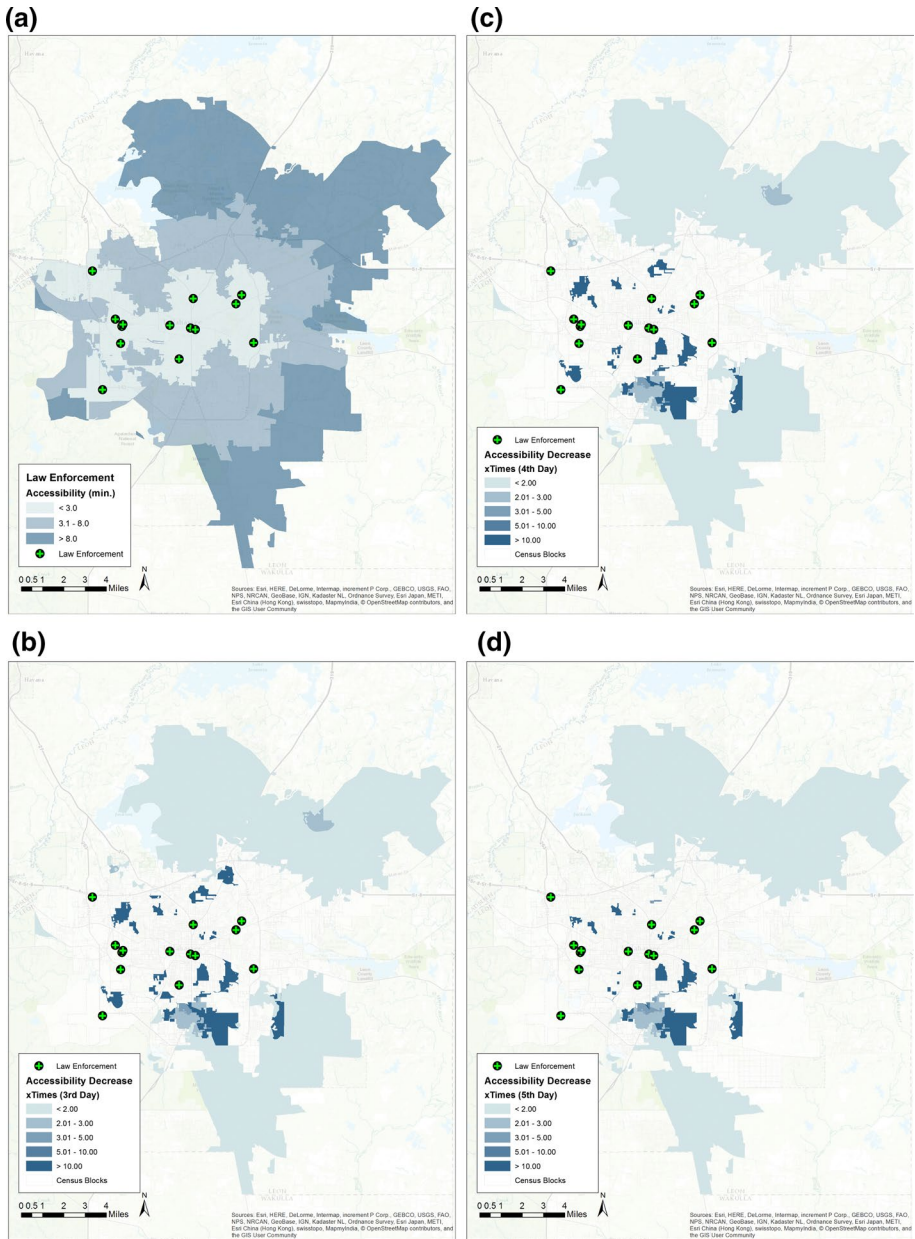 (a)
Havana
Law Enforcement
Accessibility (min.)
< 3.0
3.1 - 8.0
> 8.0
Law Enforcement
0 0.5 1 2 3 4
Miles
N
LEON
WAKULLA
Sources: Esri, HERE, DeLorme, Intermap, increment P Corp., GEBCO, USGS, FAO,
NPS, NRCAN, GeoBase, IGN, Kadaster NL, Ordnance Survey, Esri Japan, METI,
Esri China (Hong Kong), swisstopo, MapmyIndia, © OpenStreetMap contributors, and
the GIS User Community
(c)
Havana
Law Enforcement
Accessibility Decrease
xTimes (4th Day)
< 2.00
2.01 - 3.00
3.01 - 5.00
5.01 - 10.00
> 10.00
Census Blocks
0 0.5 1 2 3 4
Miles
N
LEON
WAKULLA
Sources: Esri, HERE, DeLorme, Intermap, increment P Corp., GEBCO, USGS, FAO,
NPS, NRCAN, GeoBase, IGN, Kadaster NL, Ordnance Survey, Esri Japan, METI,
Esri China (Hong Kong), swisstopo, MapmyIndia, © OpenStreetMap contributors, and
the GIS User Community
(b)
Havana
Law Enforcement
Accessibility Decrease
xTimes (3rd Day)
< 2.00
2.01 - 3.00
3.01 - 5.00
5.01 - 10.00
> 10.00
Census Blocks
0 0.5 1 2 3 4
Miles
N
LEON
WAKULLA
Sources: Esri, HERE, DeLorme, Intermap, increment P Corp., GEBCO, USGS, FAO,
NPS, NRCAN, GeoBase, IGN, Kadaster NL, Ordnance Survey, Esri Japan, METI,
Esri China (Hong Kong), swisstopo, MapmyIndia, © OpenStreetMap contributors, and
the GIS User Community
(d)
Havana
Law Enforcement
Accessibility Decrease
xTimes (5th Day)
< 2.00
2.01 - 3.00
3.01 - 5.00
5.01 - 10.00
> 10.00
Census Blocks
0 0.5 1 2 3 4
Miles
N
LEON
WAKULLA
Sources: Esri, HERE, DeLorme, Intermap, increment P Corp., GEBCO, USGS, FAO,
NPS, NRCAN, GeoBase, IGN, Kadaster NL, Ordnance Survey, Esri Japan, METI,
Esri China (Hong Kong), swisstopo, MapmyIndia, © OpenStreetMap contributors, and
the GIS User Community